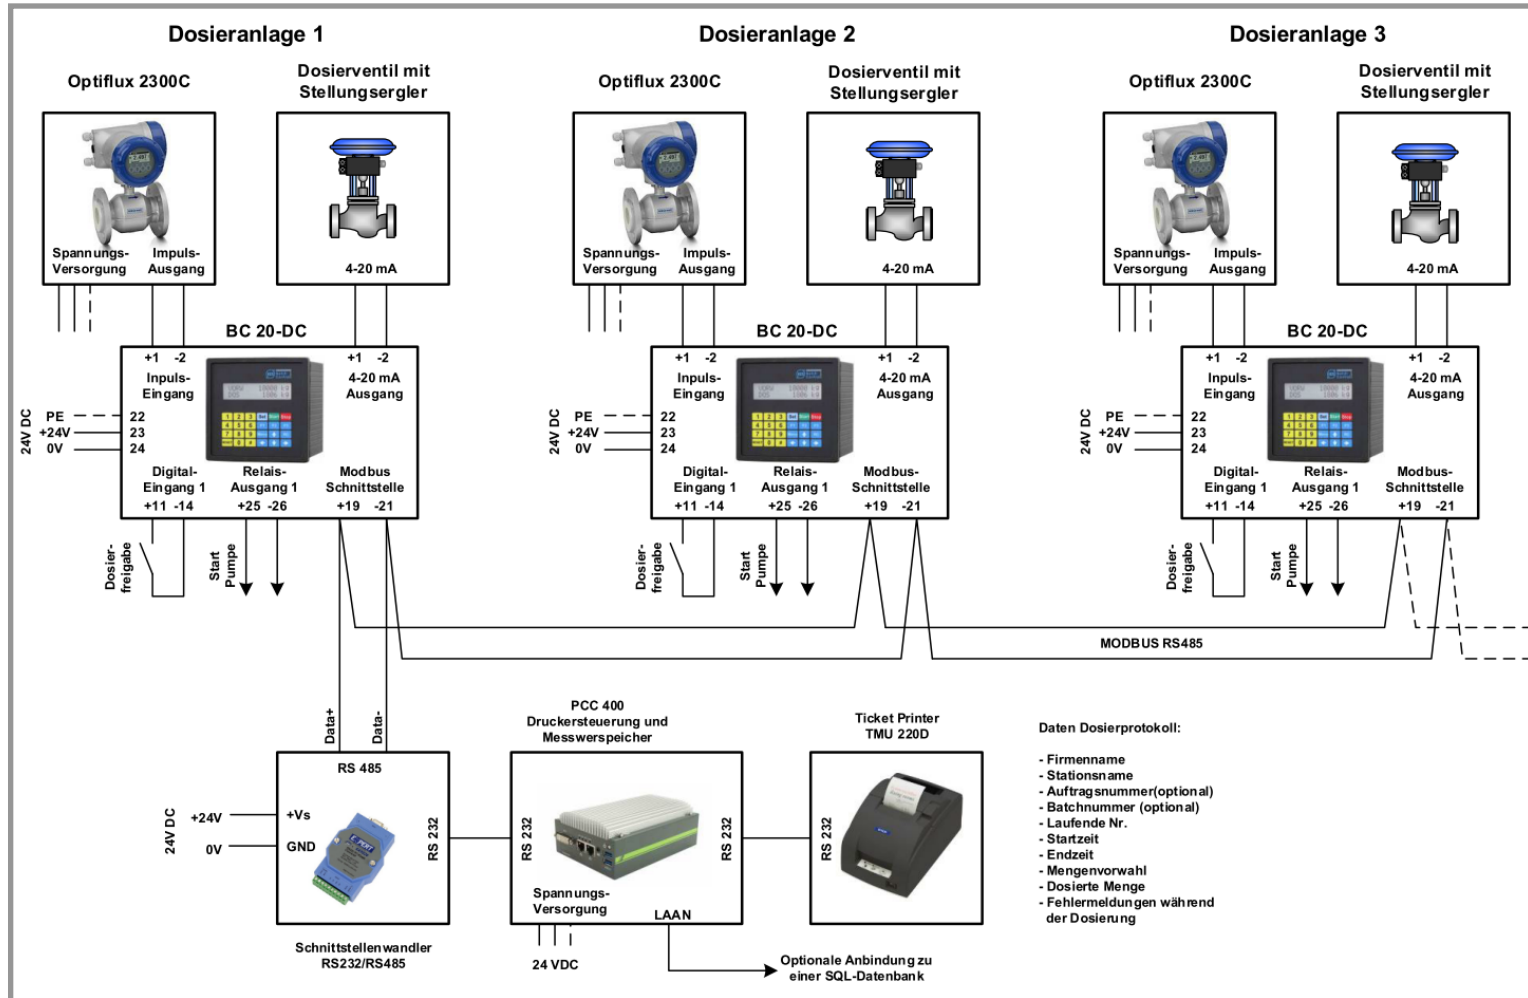 Dosieranlage 1
Optiflux 2300C
Dosierventil mit
Stellungsergler
Spannungs-
Versorgung
Impuls-
Ausgang
4-20 mA
BC 20-DC
+1 -2
Inpuls-
Eingang
+1 -2
4-20 mA
Ausgang
24V DC
PE
22
+24V
23
0V
24
Digital-
Eingang 1
+11 -14
Relais-
Ausgang 1
+25 -26
Modbus
Schnittstelle
+19 -21
Dosier-
freigabe
Start
Pumpe
Dosieranlage 2
Optiflux 2300C
Dosierventil mit
Stellungsergler
Spannungs-
Versorgung
Impuls-
Ausgang
4-20 mA
BC 20-DC
+1 -2
Inpuls-
Eingang
+1 -2
4-20 mA
Ausgang
24V DC
PE
22
+24V
23
0V
24
Digital-
Eingang 1
+11 -14
Relais-
Ausgang 1
+25 -26
Modbus-
Schnittstelle
+19 -21
Dosier-
freigabe
Start
Pumpe
Dosieranlage 3
Optiflux 2300C
Dosierventil mit
Stellungsergler
Spannungs-
Versorgung
Impuls-
Ausgang
4-20 mA
BC 20-DC
+1 -2
Inpuls-
Eingang
+1 -2
4-20 mA
Ausgang
24V DC
PE
22
+24V
23
0V
24
Digital-
Eingang 1
+11 -14
Relais-
Ausgang 1
+25 -26
Modbus-
Schnittstelle
+19 -21
Dosier-
freigabe
Start
Pumpe
MODBUS RS485
Data+
Data-
RS 485
24V DC
+24V
+Vs
0V
GND
RS 232
Schnittstellenwandler
RS232/RS485
PCC 400
Druckersteuerung und
Messwerspeicher
RS 232
RS 232
Spannungs-
Versorgung
LAAN
24 VDC
Optionale Anbindung zu
einer SQL-Datenbank
Ticket Printer
TMU 220D
RS 232
Daten Dosierprotokoll:
- Firmenname
- Stationsname
- Auftragsnummer(optional)
- Batchnummer (optional)
- Laufende Nr.
- Startzeit
- Endzeit
- Mengenvorwahl
- Dosierte Menge
- Fehlermeldungen während
der Dosierung